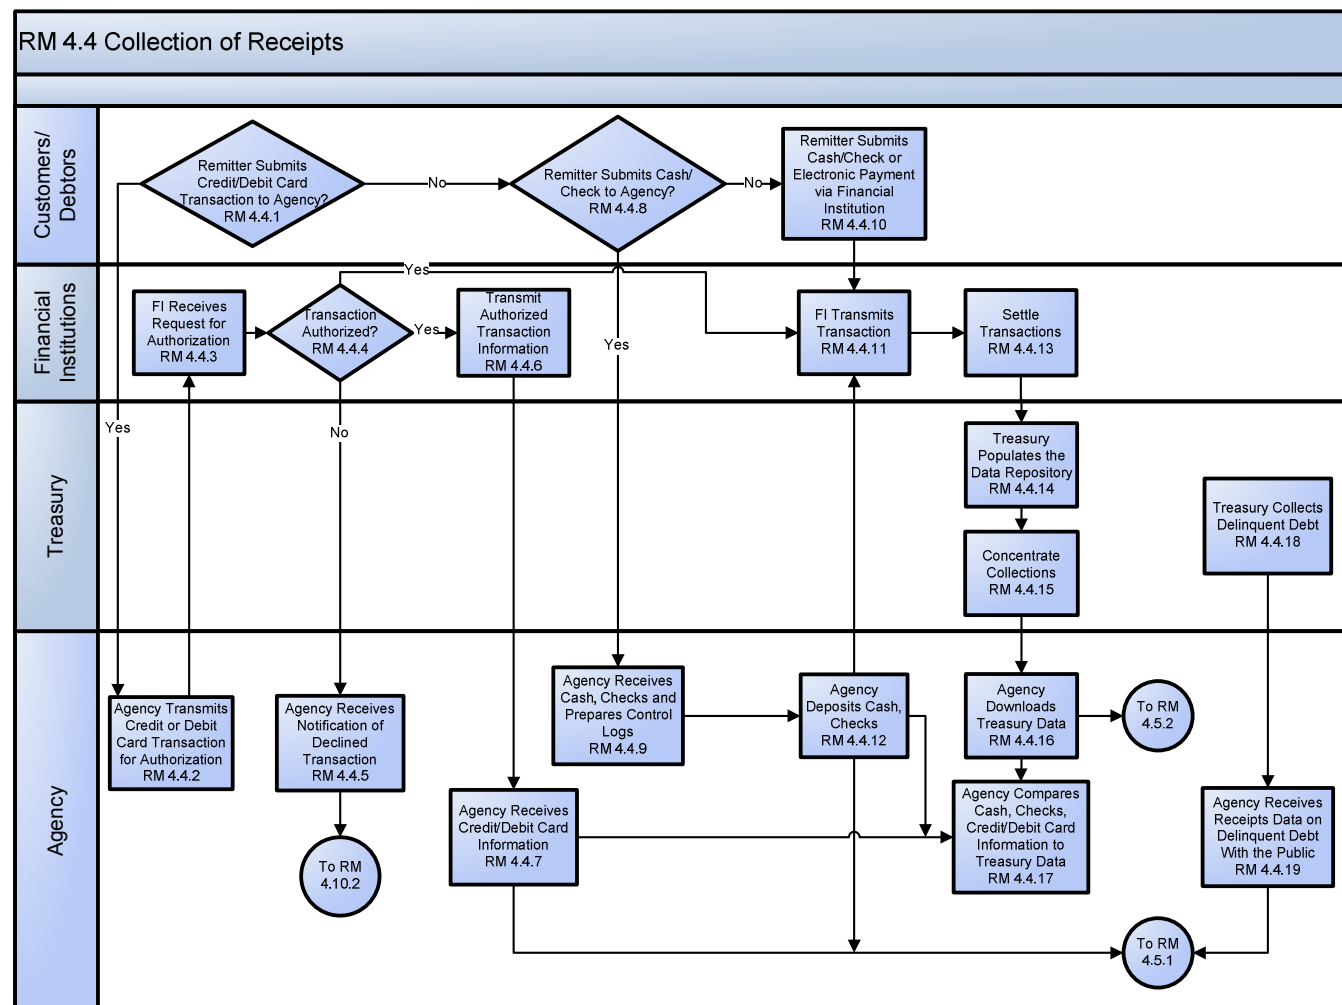 RM 4.4 Collection of Receipts
Customers/
Debtors
Remitter Submits
Credit/Debit Card
Transaction to Agency?
RM 4.4.1
No
Remitter Submits Cash/
Check to Agency?
RM 4.4.8
No
Remitter Submits
Cash/Check or
Electronic Payment
via Financial
Institution
RM 4.4.10
Financial
Institutions
FI Receives
Request for
Authorization
RM 4.4.3
Transaction
Authorized?
RM 4.4.4
Yes
Yes
Transmit
Authorized
Transaction
Information
RM 4.4.6
Yes
FI Transmits
Transaction
RM 4.4.11
Settle
Transactions
RM 4.4.13
Treasury
Yes
No
Treasury
Populates the
Data Repository
RM 4.4.14
Concentrate
Collections
RM 4.4.15
Treasury Collects
Delinquent Debt
RM 4.4.18
Agency
Agency Transmits
Credit or Debit
Card Transaction
for Authorization
RM 4.4.2
Agency Receives
Notification of
Declined
Transaction
RM 4.4.5
To RM
4.10.2
Agency Receives
Credit/Debit Card
Information
RM 4.4.7
Agency Receives
Cash, Checks and
Prepares Control
Logs
RM 4.4.9
Agency
Deposits Cash,
Checks
RM 4.4.12
Agency
Downloads
Treasury Data
RM 4.4.16
To RM
4.5.2
Agency Compares
Cash, Checks,
Credit/Debit Card
Information to
Treasury Data
RM 4.4.17
Agency Receives
Receipts Data on
Delinquent Debt
With the Public
RM 4.4.19
To RM
4.5.1